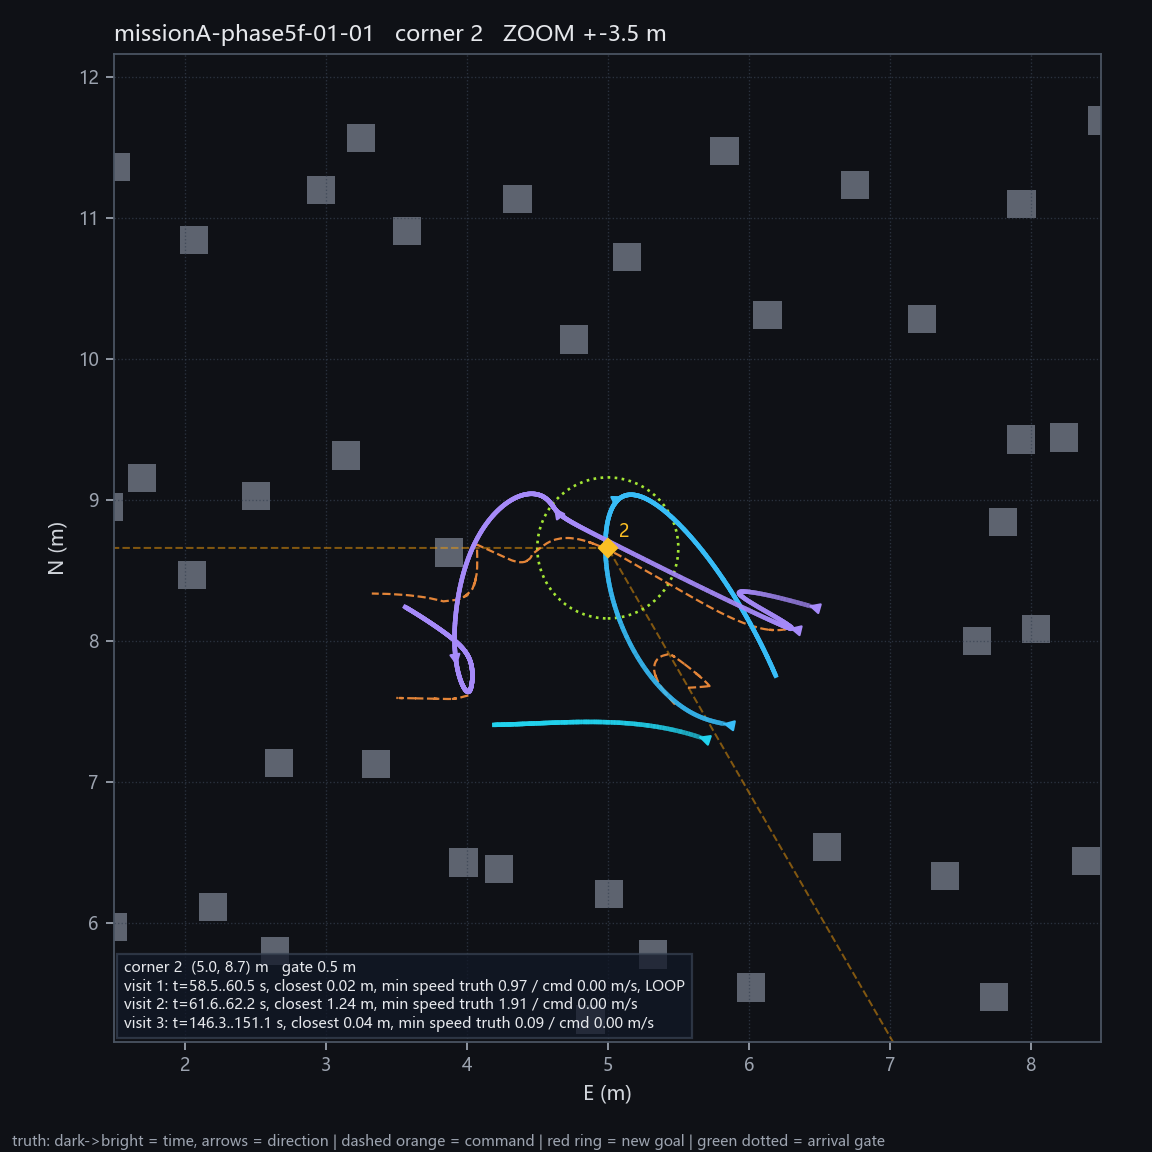 missionA-phase5f-01-01   corner 2   ZOOM +-3.5 m
12
11
10
9
8
7
6
N (m)
2
corner 2  (5.0, 8.7) m   gate 0.5 m
visit 1: t=58.5..60.5 s, closest 0.02 m, min speed truth 0.97 / cmd 0.00 m/s, LOOP
visit 2: t=61.6..62.2 s, closest 1.24 m, min speed truth 1.91 / cmd 0.00 m/s
visit 3: t=146.3..151.1 s, closest 0.04 m, min speed truth 0.09 / cmd 0.00 m/s
2 3 4 5 6 7 8
E (m)
truth: dark->bright = time, arrows = direction | dashed orange = command | red ring = new goal | green dotted = arrival gate